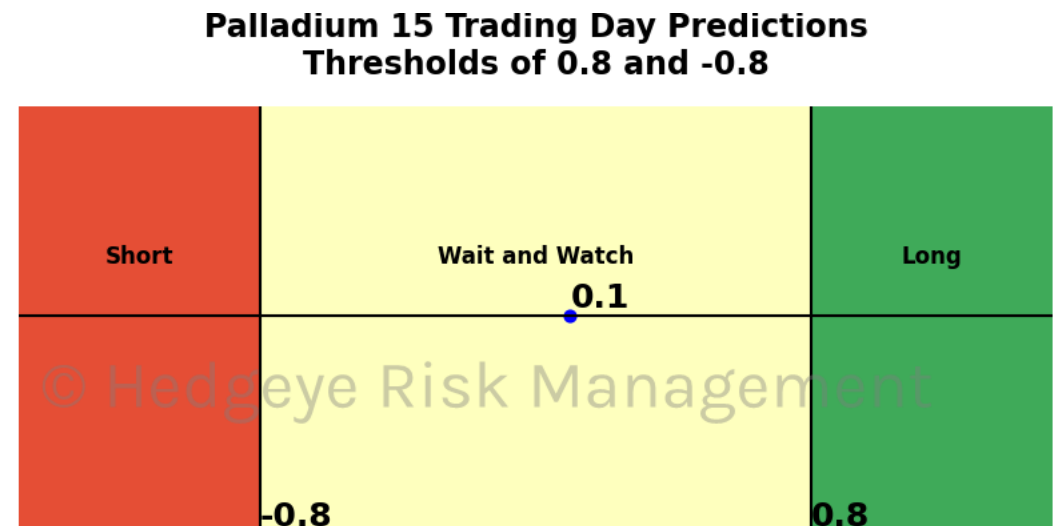 Palladium 15 Trading Day Predictions
Thresholds of 0.8 and -0.8
Short
Wait and Watch
Long
0.1
© Hedgeye Risk Management
-0.8
0.8